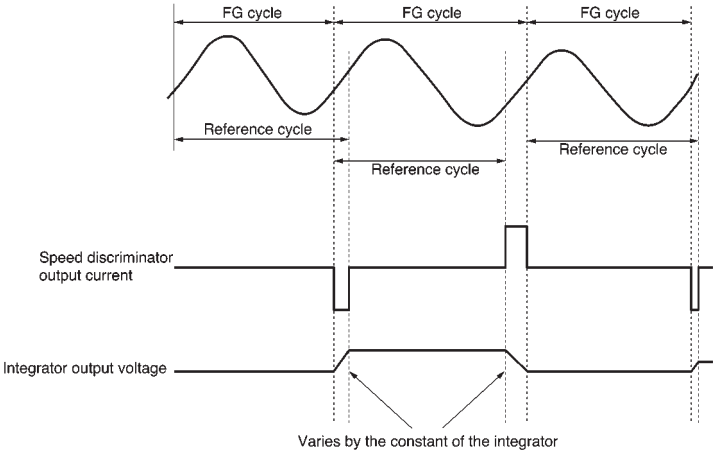 FG cycle
FG cycle
FG cycle
Reference cycle
Reference cycle
Reference cycle
Speed discriminator
output current
Integrator output voltage
Varies by the constant of the integrator